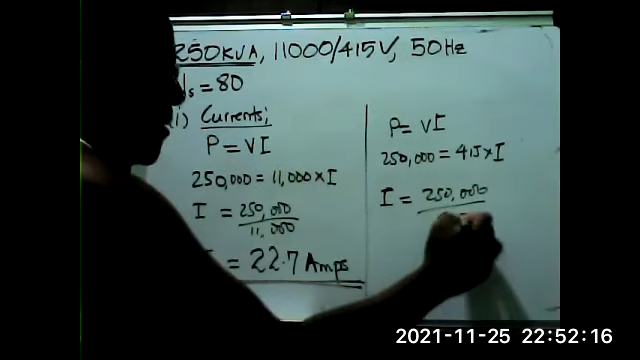 250KVA, 11000/415V, 50Hz
s = 80
i) Currents;
P = VI
250,000 = 11,000 × I
I = 250,000
11,000
= 22.7 Amps
P = VI
250,000 = 415 × I
I = 250,000
2021-11-25 22:52:16